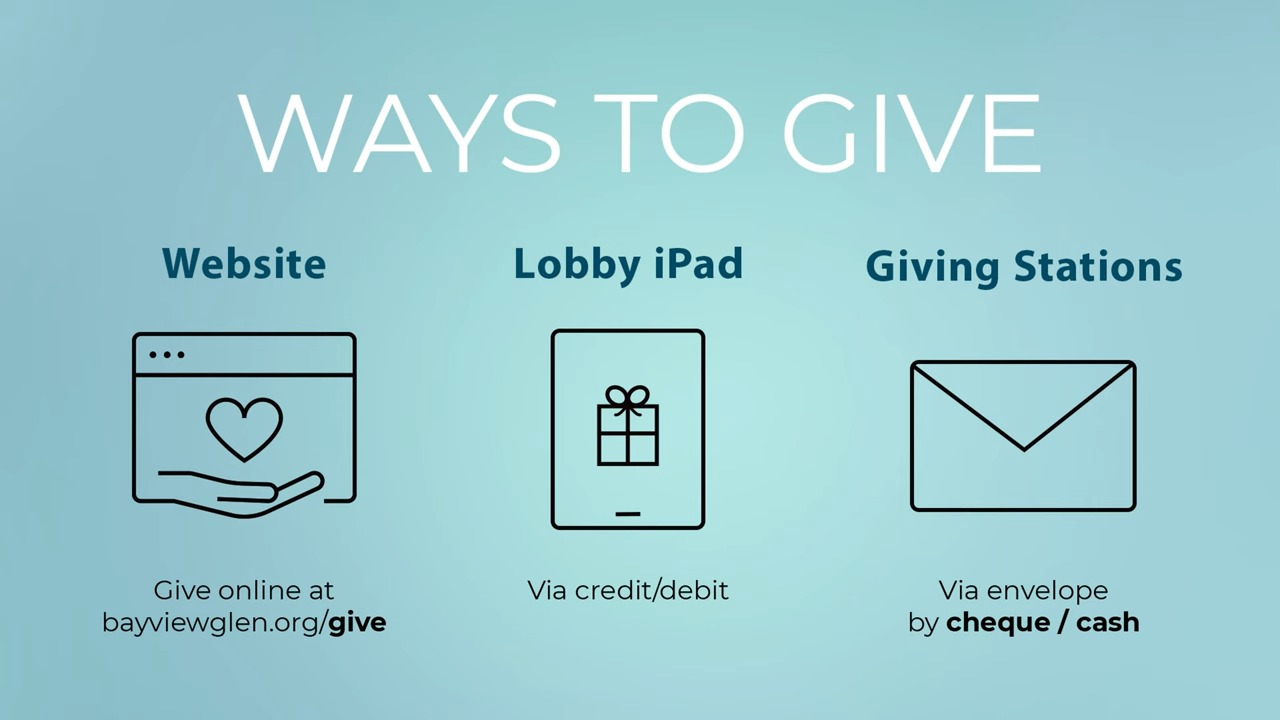 WAYS TO GIVE
Website
Give online at
bayviewglen.org/give
Lobby iPad
Via credit/debit
Giving Stations
Via envelope
by cheque / cash